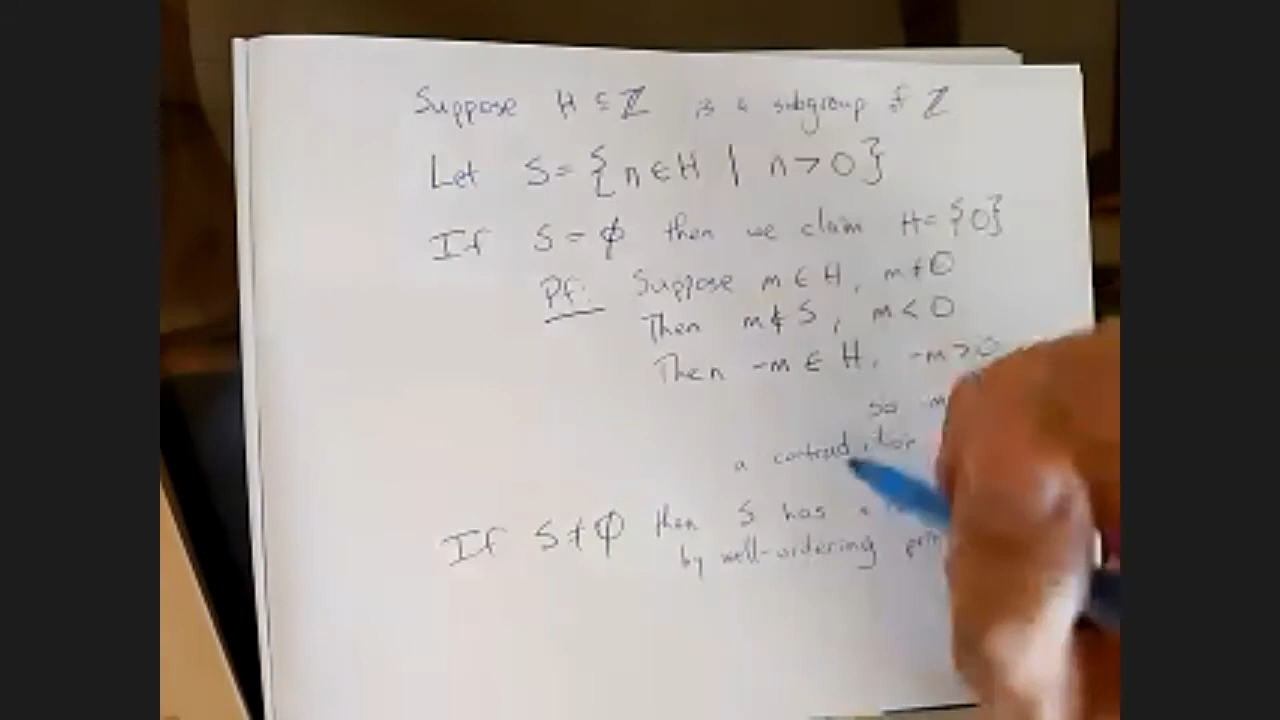 Suppose H ≤ ℤ is a subgroup of ℤ
Let S = {n ∈ H | n > 0}
If S = ∅ then we claim H = {0}
Pf: Suppose m ∈ H, m ≠ 0
Then m ∉ S, m < 0
Then -m ∈ H, -m > 0
so -m
a contradiction
If S ≠ ∅ then S has a
by well-ordering